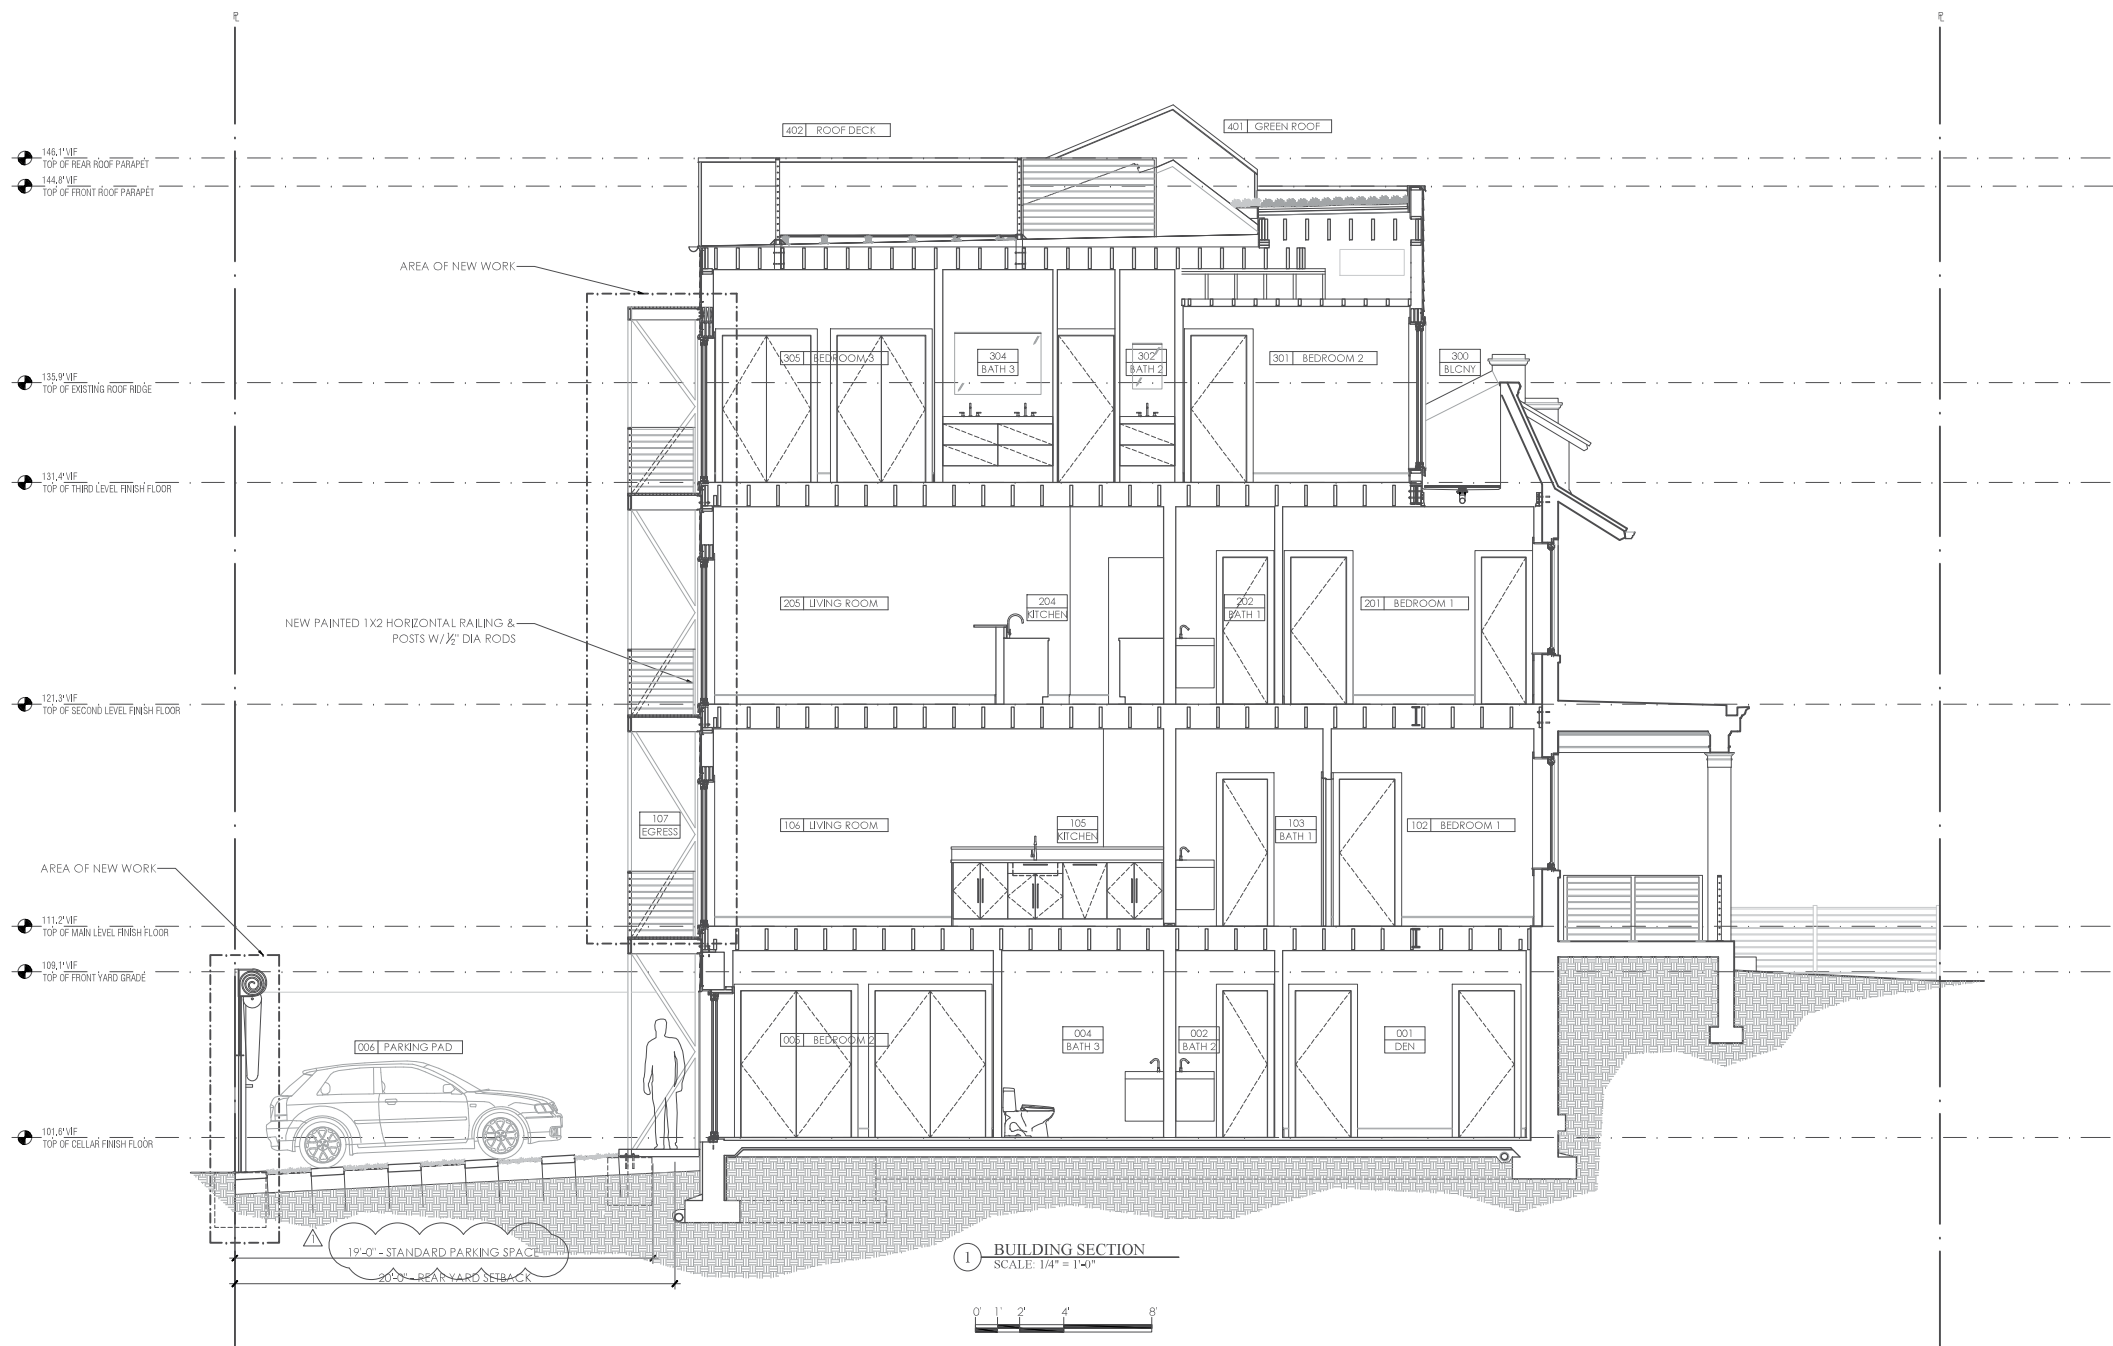 PL
PL
402 ROOF DECK
401 GREEN ROOF
146.1' VIF
TOP OF REAR ROOF PARAPET
144.8' VIF
TOP OF FRONT ROOF PARAPET
AREA OF NEW WORK
305 BEDROOM 3
304
BATH 3
302
BATH 2
301 BEDROOM 2
300
BLCNY
135.9' VIF
TOP OF EXISTING ROOF RIDGE
131.4' VIF
TOP OF THIRD LEVEL FINISH FLOOR
205 LIVING ROOM
204
KITCHEN
202
BATH 1
201 BEDROOM 1
NEW PAINTED 1X2 HORIZONTAL RAILING &
POSTS W/ ½" DIA RODS
121.3' VIF
TOP OF SECOND LEVEL FINISH FLOOR
107
EGRESS
106 LIVING ROOM
105
KITCHEN
103
BATH 1
102 BEDROOM 1
AREA OF NEW WORK
111.2' VIF
TOP OF MAIN LEVEL FINISH FLOOR
109.1' VIF
TOP OF FRONT YARD GRADE
006 PARKING PAD
005 BEDROOM 2
004
BATH 3
002
BATH 2
001
DEN
101.6' VIF
TOP OF CELLAR FINISH FLOOR
1
19'-0" - STANDARD PARKING SPACE
20'-0" - REAR YARD SETBACK
1 BUILDING SECTION
SCALE: 1/4" = 1'-0"
0' 1' 2' 4' 8'